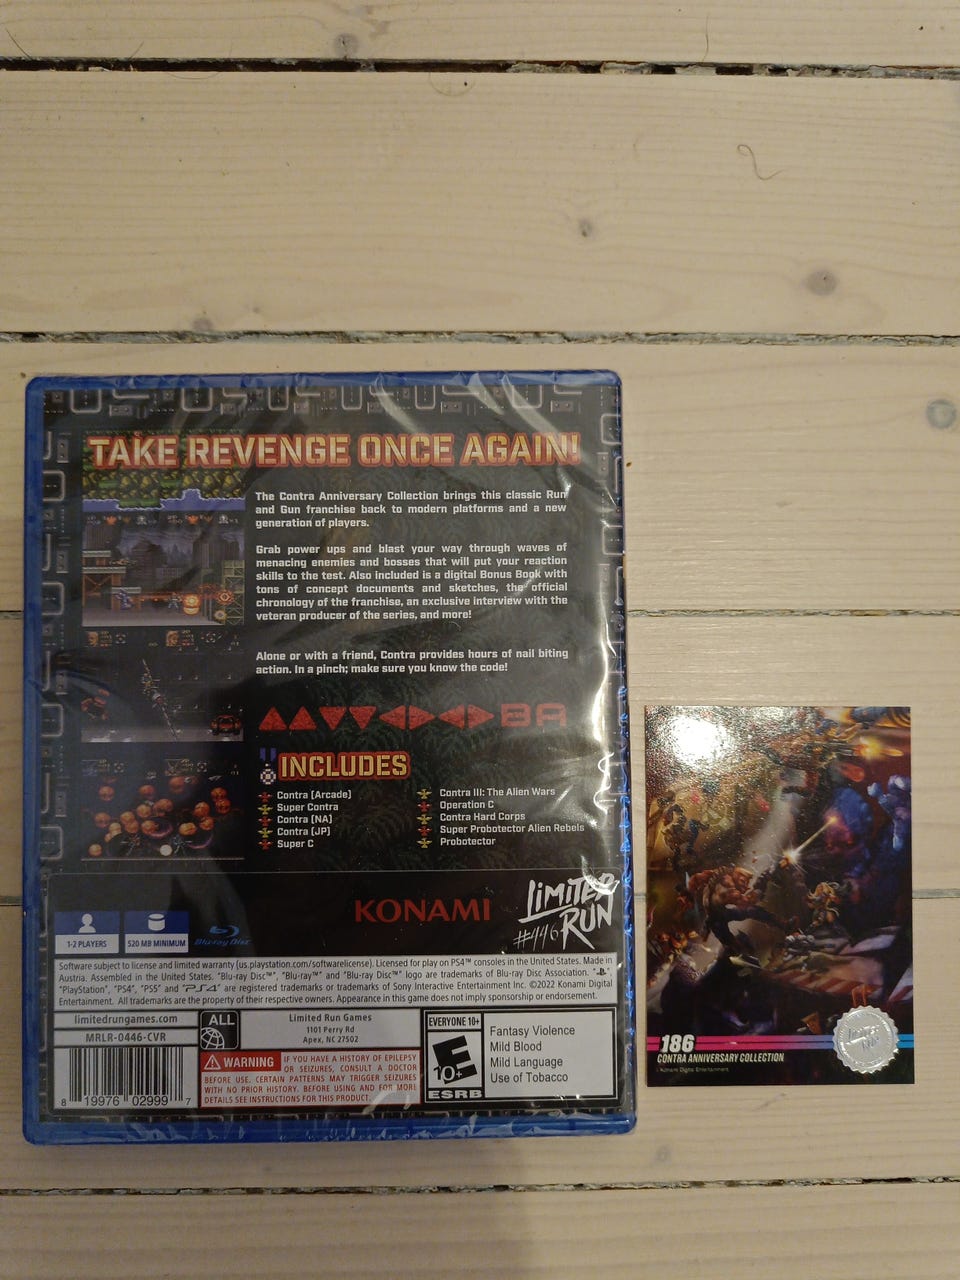 TAKE REVENGE ONCE AGAIN!
The Contra Anniversary Collection brings this classic Run
and Gun franchise back to modern platforms and a new
generation of players.
Grab power ups and blast your way through waves of
menacing enemies and bosses that will put your reaction
skills to the test. Also included is a digital Bonus Book with
tons of concept documents and sketches, the official
chronology of the franchise, an exclusive interview with the
veteran producer of the series, and more!
Alone or with a friend, Contra provides hours of nail biting
action. In a pinch; make sure you know the code!
BA
INCLUDES
Contra (Arcade)
Super Contra
Contra (NA)
Contra (JP)
Super C
Contra III: The Alien Wars
Operation C
Contra Hard Corps
Super Probotector Alien Rebels
Probotector
KONAMI
LIMITED
RUN
#446
1-2 PLAYERS
520 MB MINIMUM
Blu-ray Disc
Software subject to license and limited warranty (us.playstation.com/softwarelicense). Licensed for play on PS4™ consoles in the United States. Made in
Austria. Assembled in the United States. "Blu-ray Disc™", "Blu-ray™" and "Blu-ray Disc™" logo are trademarks of Blu-ray Disc Association. "
", "PlayStation", "PS4", "PS5" and "PS4" are registered trademarks or trademarks of Sony Interactive Entertainment Inc. ©2022 Konami Digital
Entertainment. All trademarks are the property of their respective owners. Appearance in this game does not imply sponsorship or endorsement.
limitedrungames.com
MRLR-0446-CVR
ALL
Limited Run Games
1101 Perry Rd
Apex, NC 27502
WARNING
IF YOU HAVE A HISTORY OF EPILEPSY
OR SEIZURES, CONSULT A DOCTOR
BEFORE USE. CERTAIN PATTERNS MAY TRIGGER SEIZURES
WITH NO PRIOR HISTORY. BEFORE USING AND FOR MORE
DETAILS SEE INSTRUCTIONS FOR THIS PRODUCT.
8 19976 02999 7
EVERYONE 10+
E
10+
ESRB
Fantasy Violence
Mild Blood
Mild Language
Use of Tobacco
186
CONTRA ANNIVERSARY COLLECTION
Konami Digital Entertainment